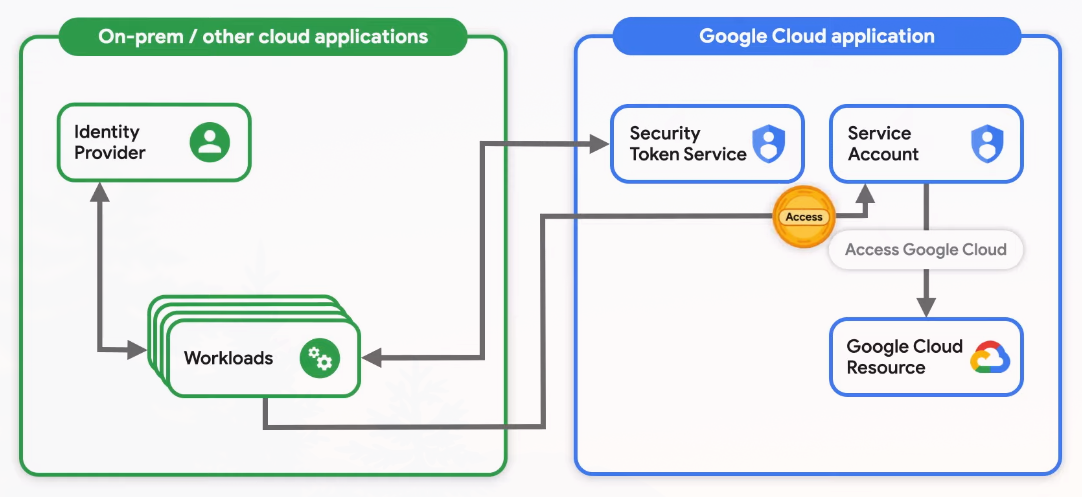 On-prem / other cloud applications
Google Cloud application
Identity
Provider
Security
Token Service
Service
Account
Access
Access Google Cloud
Workloads
Google Cloud
Resource